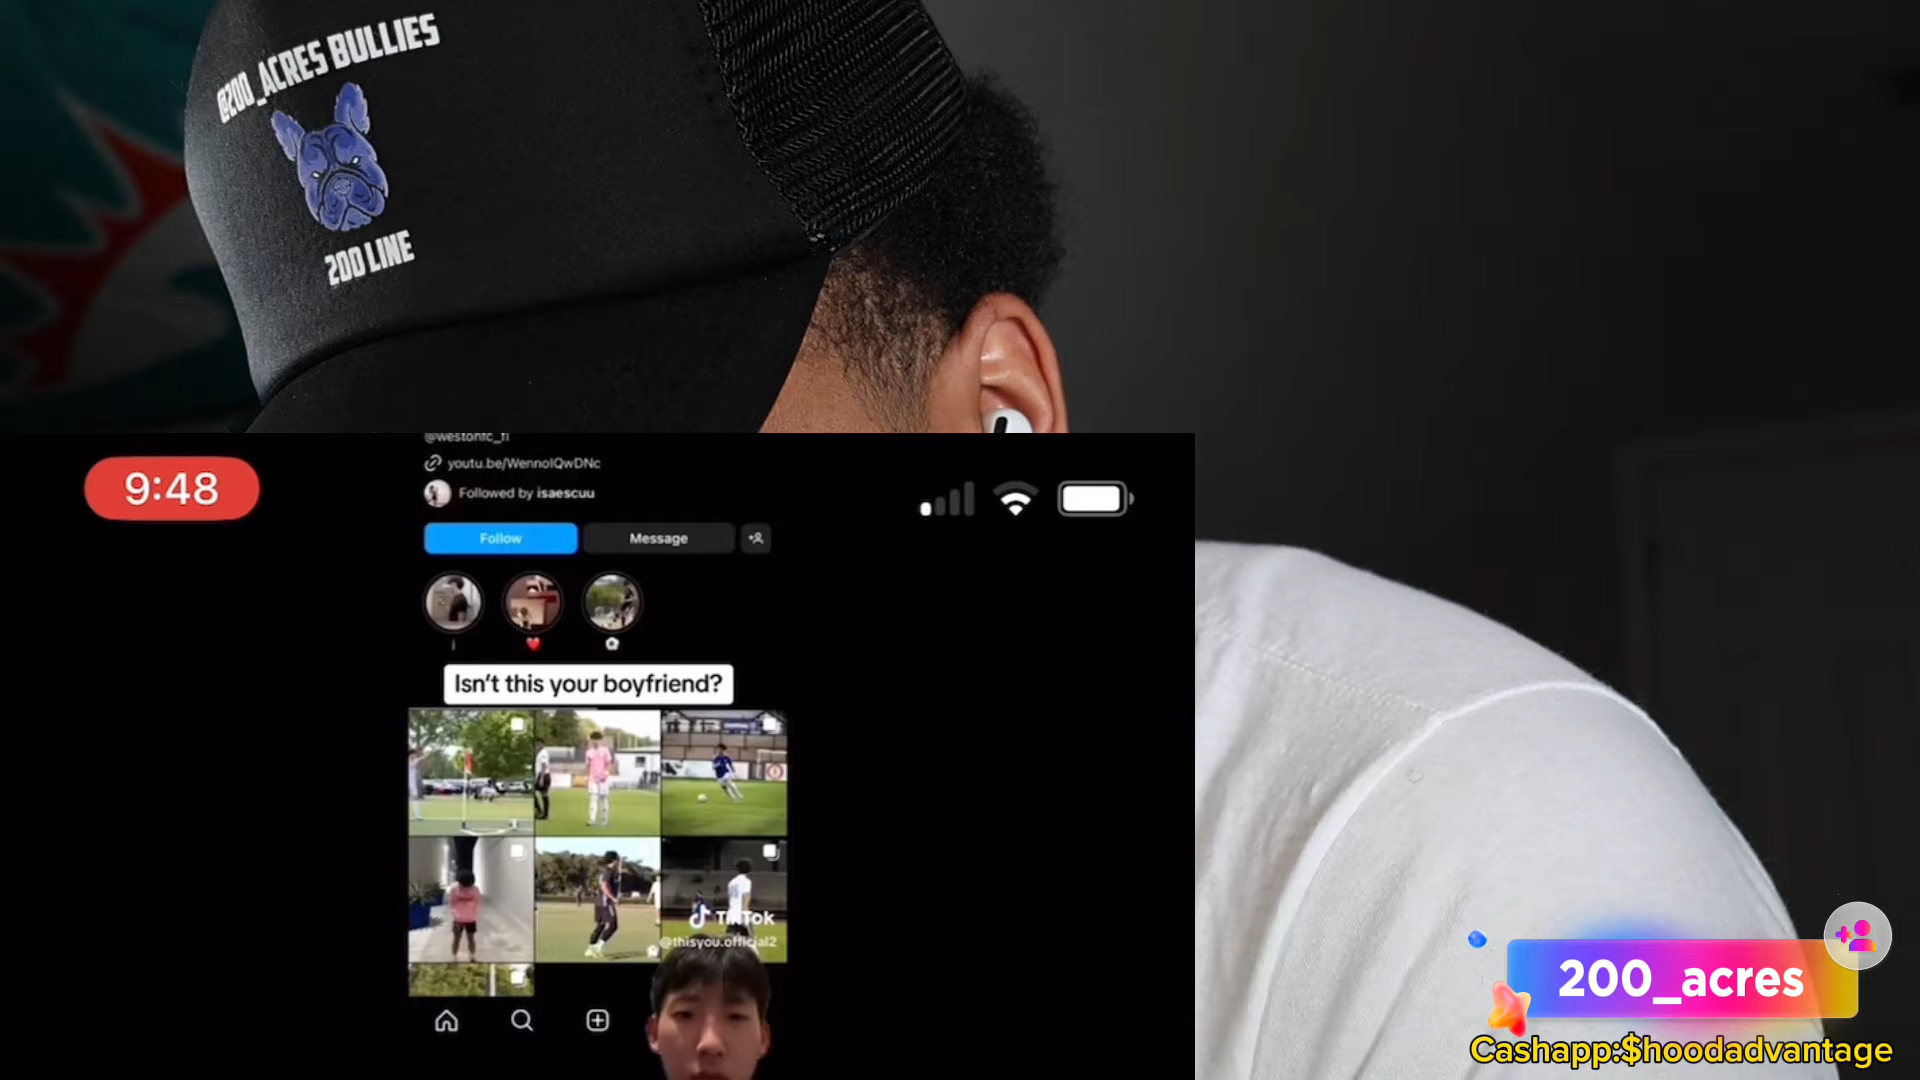 @200_ACRES BULLIES
200 LINE
@westonfc_fl
youtu.be/WennolQwDNc
Followed by isaescuu
9:48
Follow
Message
Isn't this your boyfriend?
TikTok
@thisyou.official2
200_acres
Cashapp:$hoodadvantage